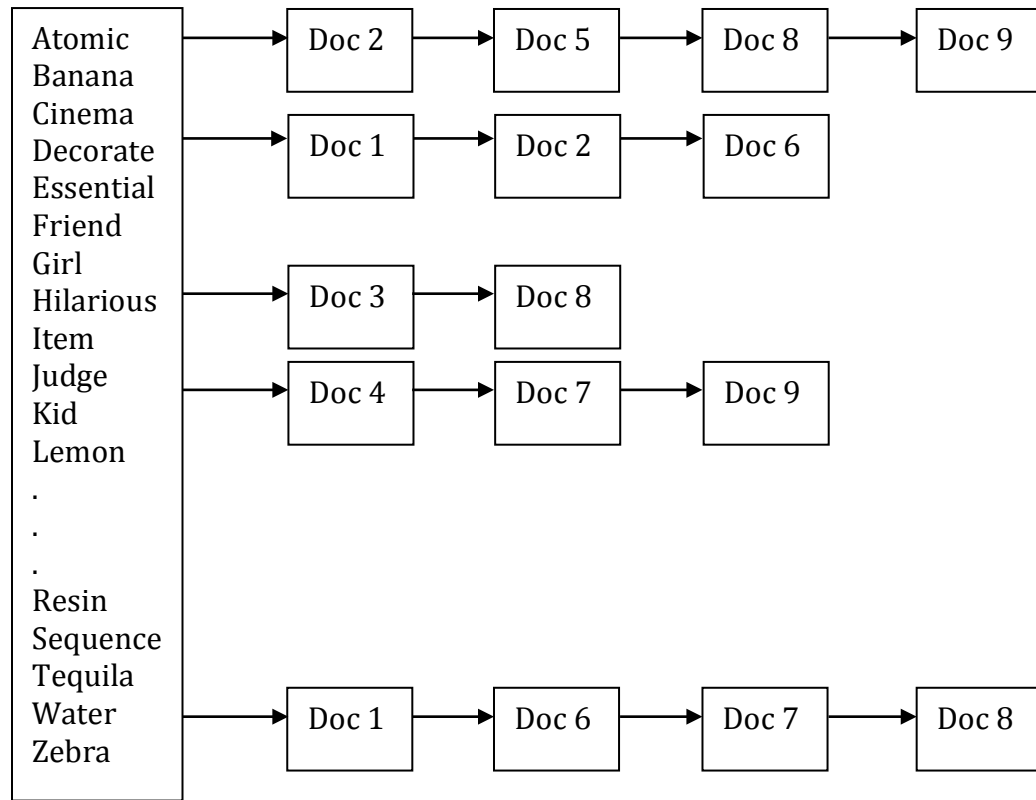 Atomic Doc 2 Doc 5 Doc 8 Doc 9
Banana
Cinema
Decorate Doc 1 Doc 2 Doc 6
Essential
Friend
Girl
Hilarious Doc 3 Doc 8
Item
Judge
Kid Doc 4 Doc 7 Doc 9
Lemon
.
.
.
Resin
Sequence
Tequila
Water Doc 1 Doc 6 Doc 7 Doc 8
Zebra